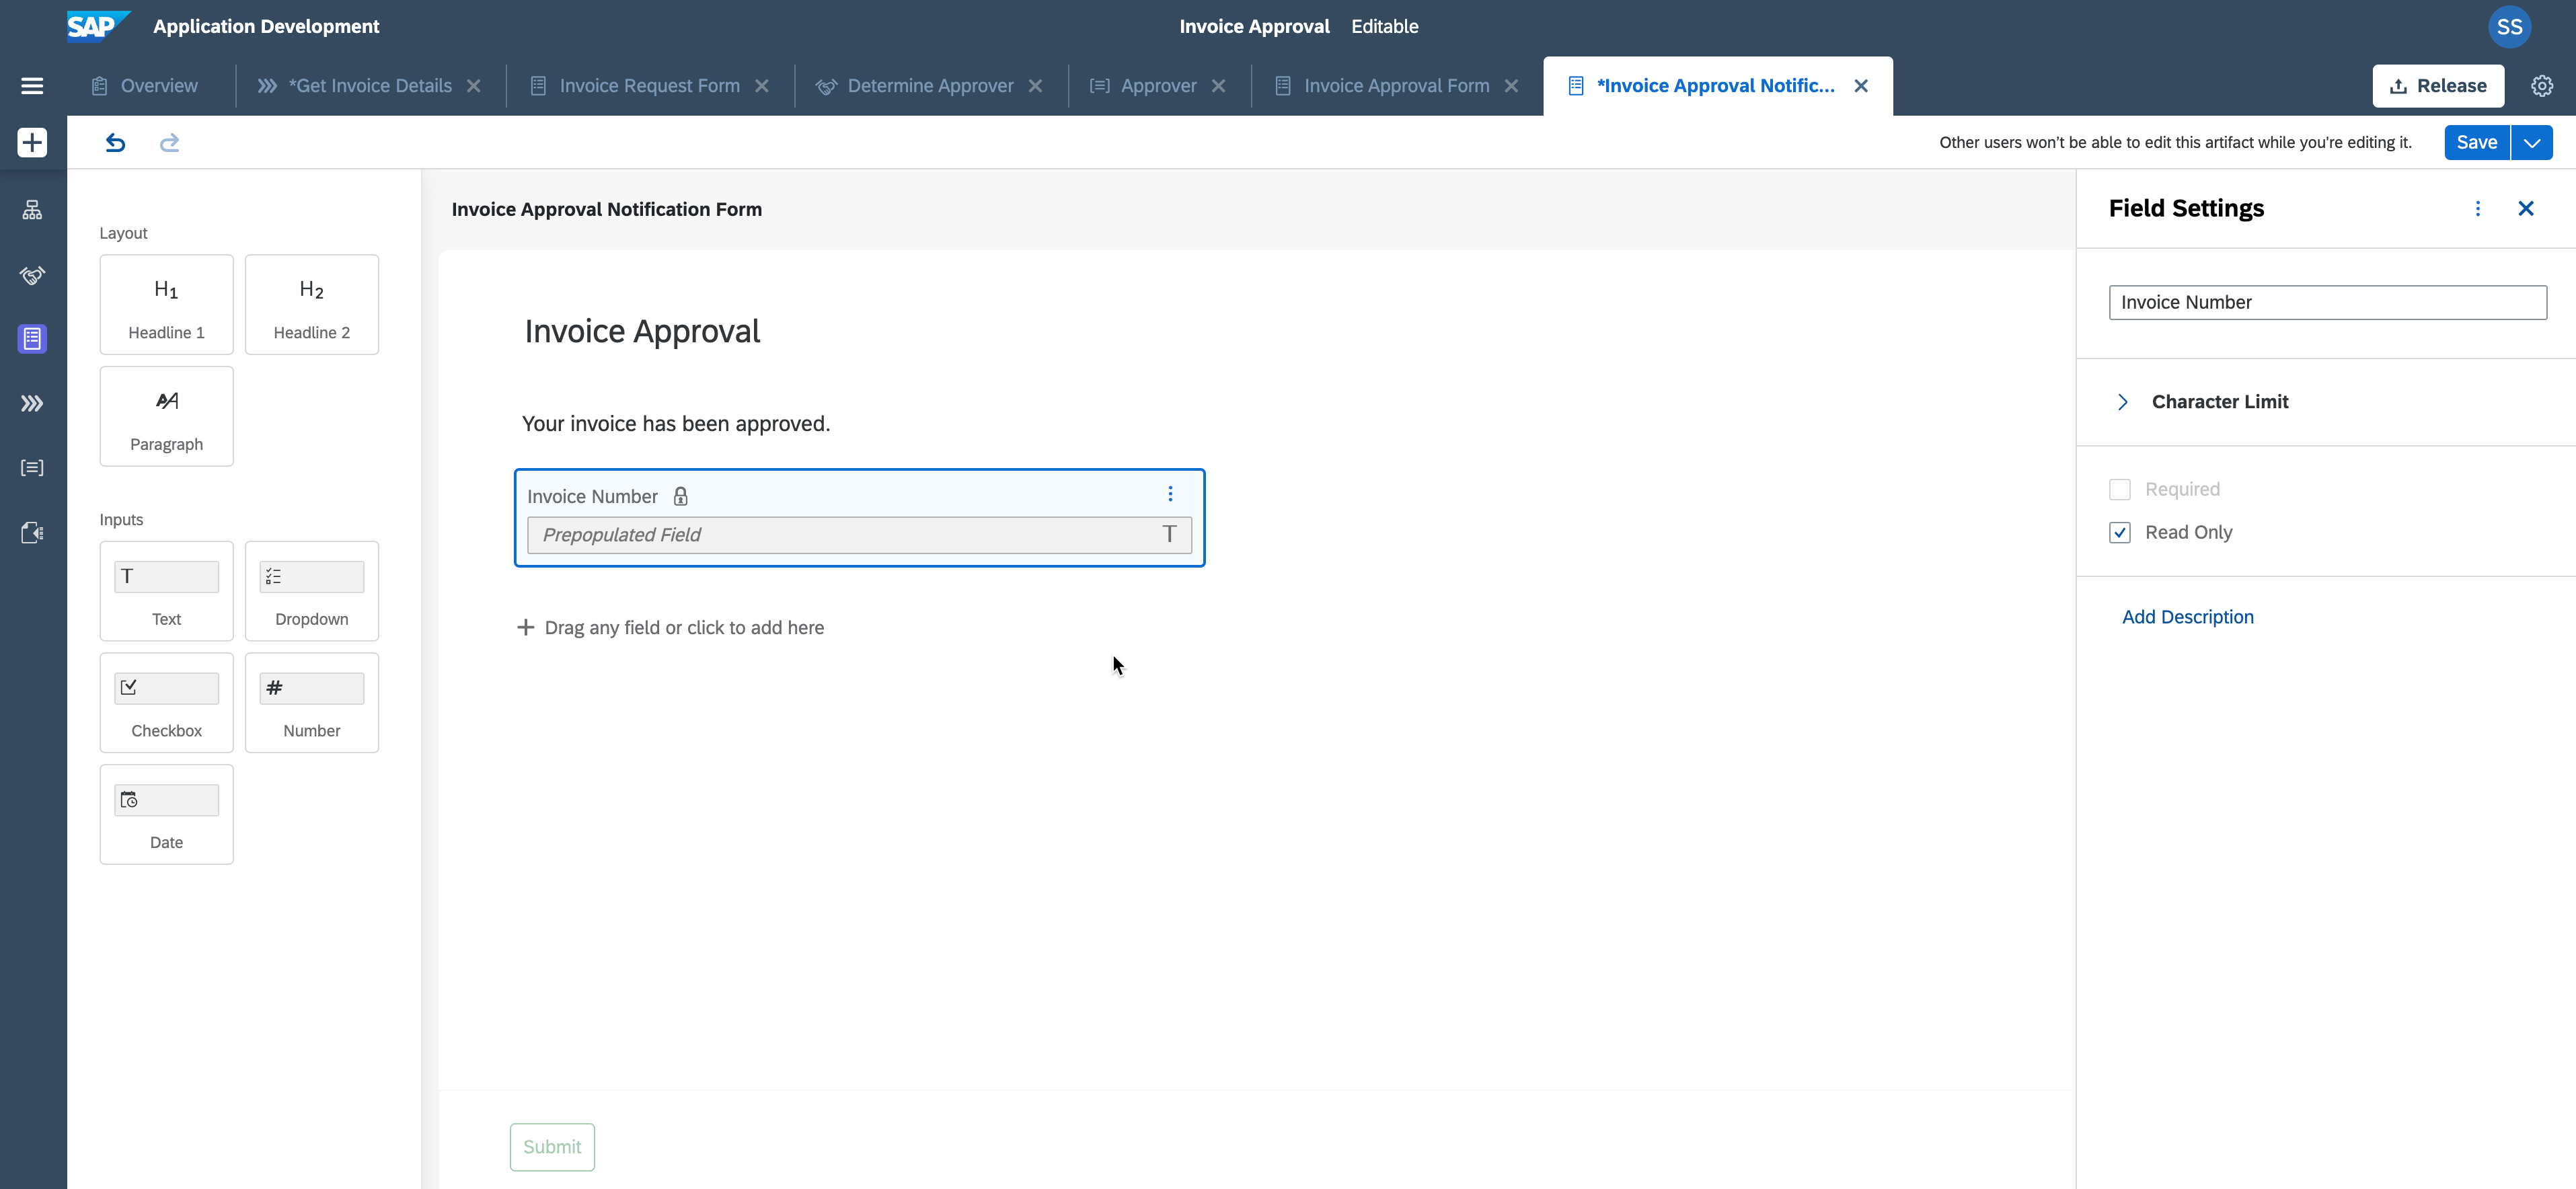 SAP Application Development
Invoice Approval Editable
SS
Overview
*Get Invoice Details
Invoice Request Form
Determine Approver
Approver
Invoice Approval Form
*Invoice Approval Notific...
Release
Other users won't be able to edit this artifact while you're editing it.
Save
Layout
H1
Headline 1
H2
Headline 2
Paragraph
Inputs
T
Text
Dropdown
Checkbox
#
Number
Date
Invoice Approval Notification Form
Invoice Approval
Your invoice has been approved.
Invoice Number
Prepopulated Field T
+ Drag any field or click to add here
Submit
Field Settings
Invoice Number
Character Limit
Required
Read Only
Add Description